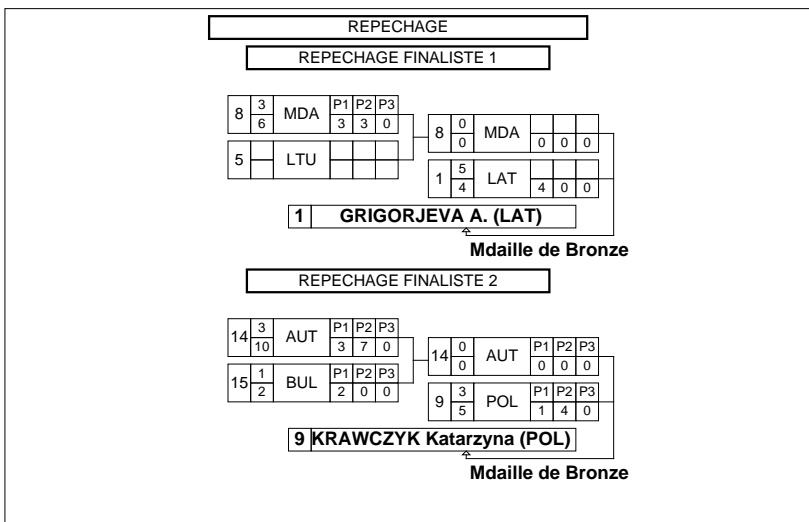 REPECHAGE
REPECHAGE FINALISTE 1
8 3 MDA P1 P2 P3
6 3 3 0
8 0 MDA
0 0 0 0
5 LTU
1 5 LAT
4 4 0 0
1 GRIGORJEVA A. (LAT)
Mdaille de Bronze
REPECHAGE FINALISTE 2
14 3 AUT P1 P2 P3
10 3 7 0
14 0 AUT P1 P2 P3
0 0 0 0
15 1 BUL P1 P2 P3
2 2 0 0
9 3 POL P1 P2 P3
5 1 4 0
9 KRAWCZYK Katarzyna (POL)
Mdaille de Bronze